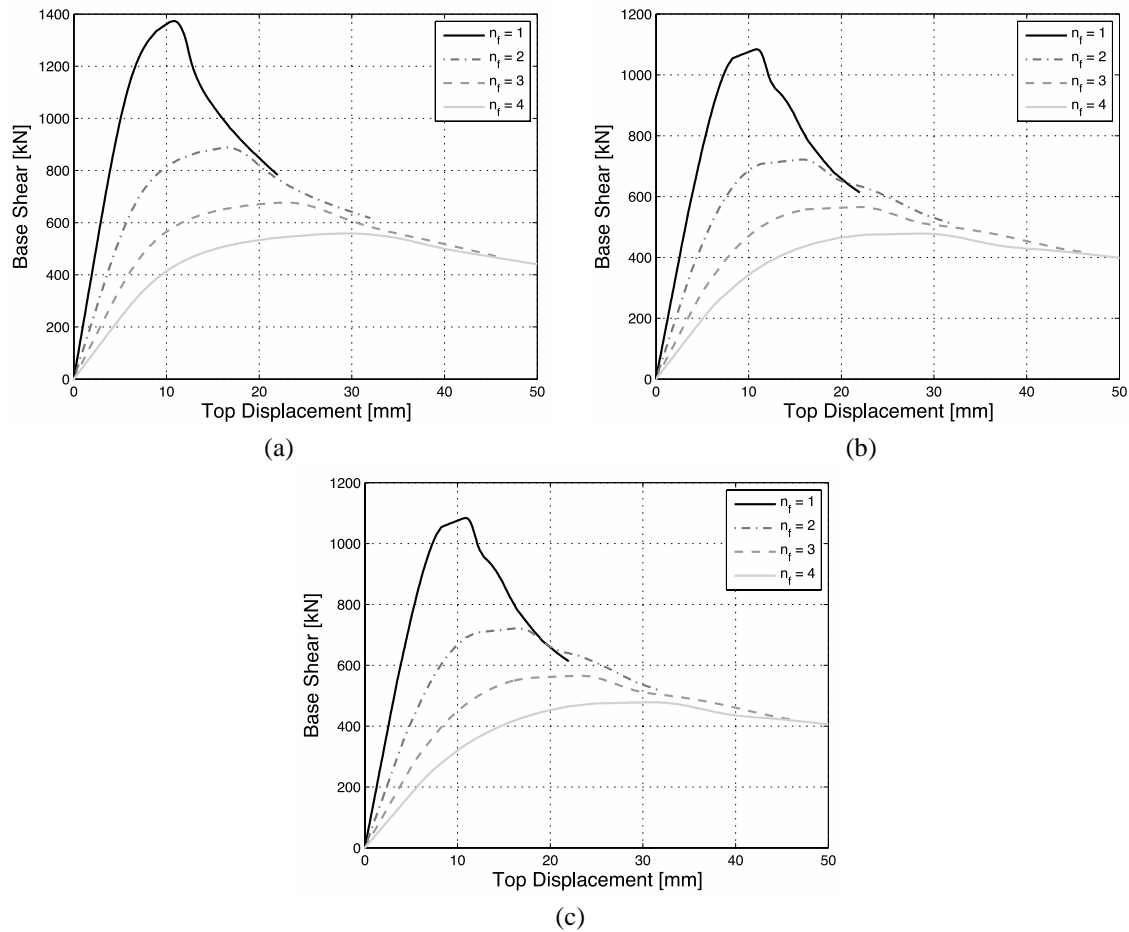 1400
1200
1000
800
600
400
200
0
Base Shear [kN]
n_f = 1
n_f = 2
n_f = 3
n_f = 4
0 10 20 30 40 50
Top Displacement [mm]
(a)
1200
1000
800
600
400
200
0
Base Shear [kN]
n_f = 1
n_f = 2
n_f = 3
n_f = 4
0 10 20 30 40 50
Top Displacement [mm]
(b)
1200
1000
800
600
400
200
0
Base Shear [kN]
n_f = 1
n_f = 2
n_f = 3
n_f = 4
0 10 20 30 40 50
Top Displacement [mm]
(c)